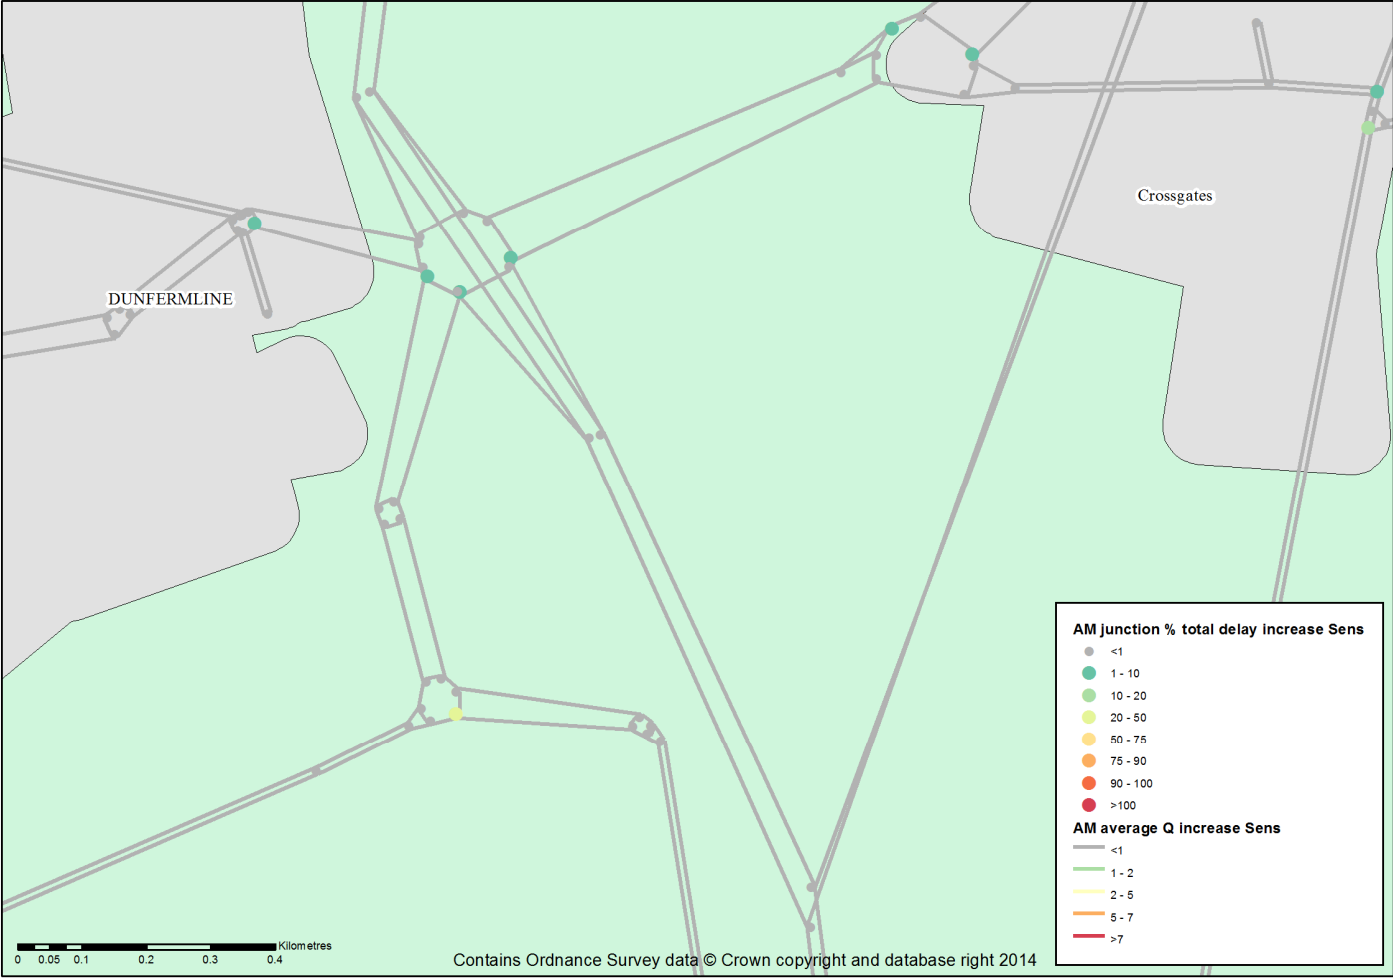 Crossgates
DUNFERMLINE
AM junction % total delay increase Sens
<1
1 - 10
10 - 20
20 - 50
50 - 75
75 - 90
90 - 100
>100
AM average Q increase Sens
<1
1 - 2
2 - 5
5 - 7
>7
Kilometres
0 0.05 0.1 0.2 0.3 0.4
Contains Ordnance Survey data © Crown copyright and database right 2014